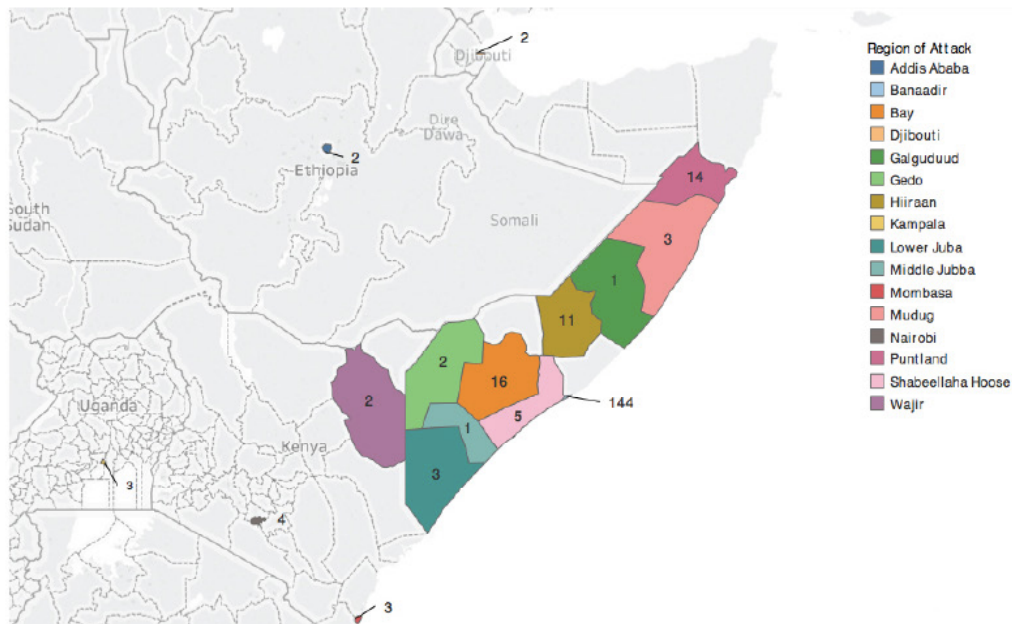 2
Djibouti
Region of Attack
Addis Ababa
Banaadir
Bay
Djibouti
Galguduud
Gedo
Hiiraan
Kampala
Lower Juba
Middle Jubba
Mombasa
Mudug
Nairobi
Puntland
Shabeellaha Hoose
Wajir
Dire
Dawa
2
Ethiopia
14
South
Sudan
Somali
3
1
11
2
16
2
144
5
1
Uganda
Kenya
3
3
4
3